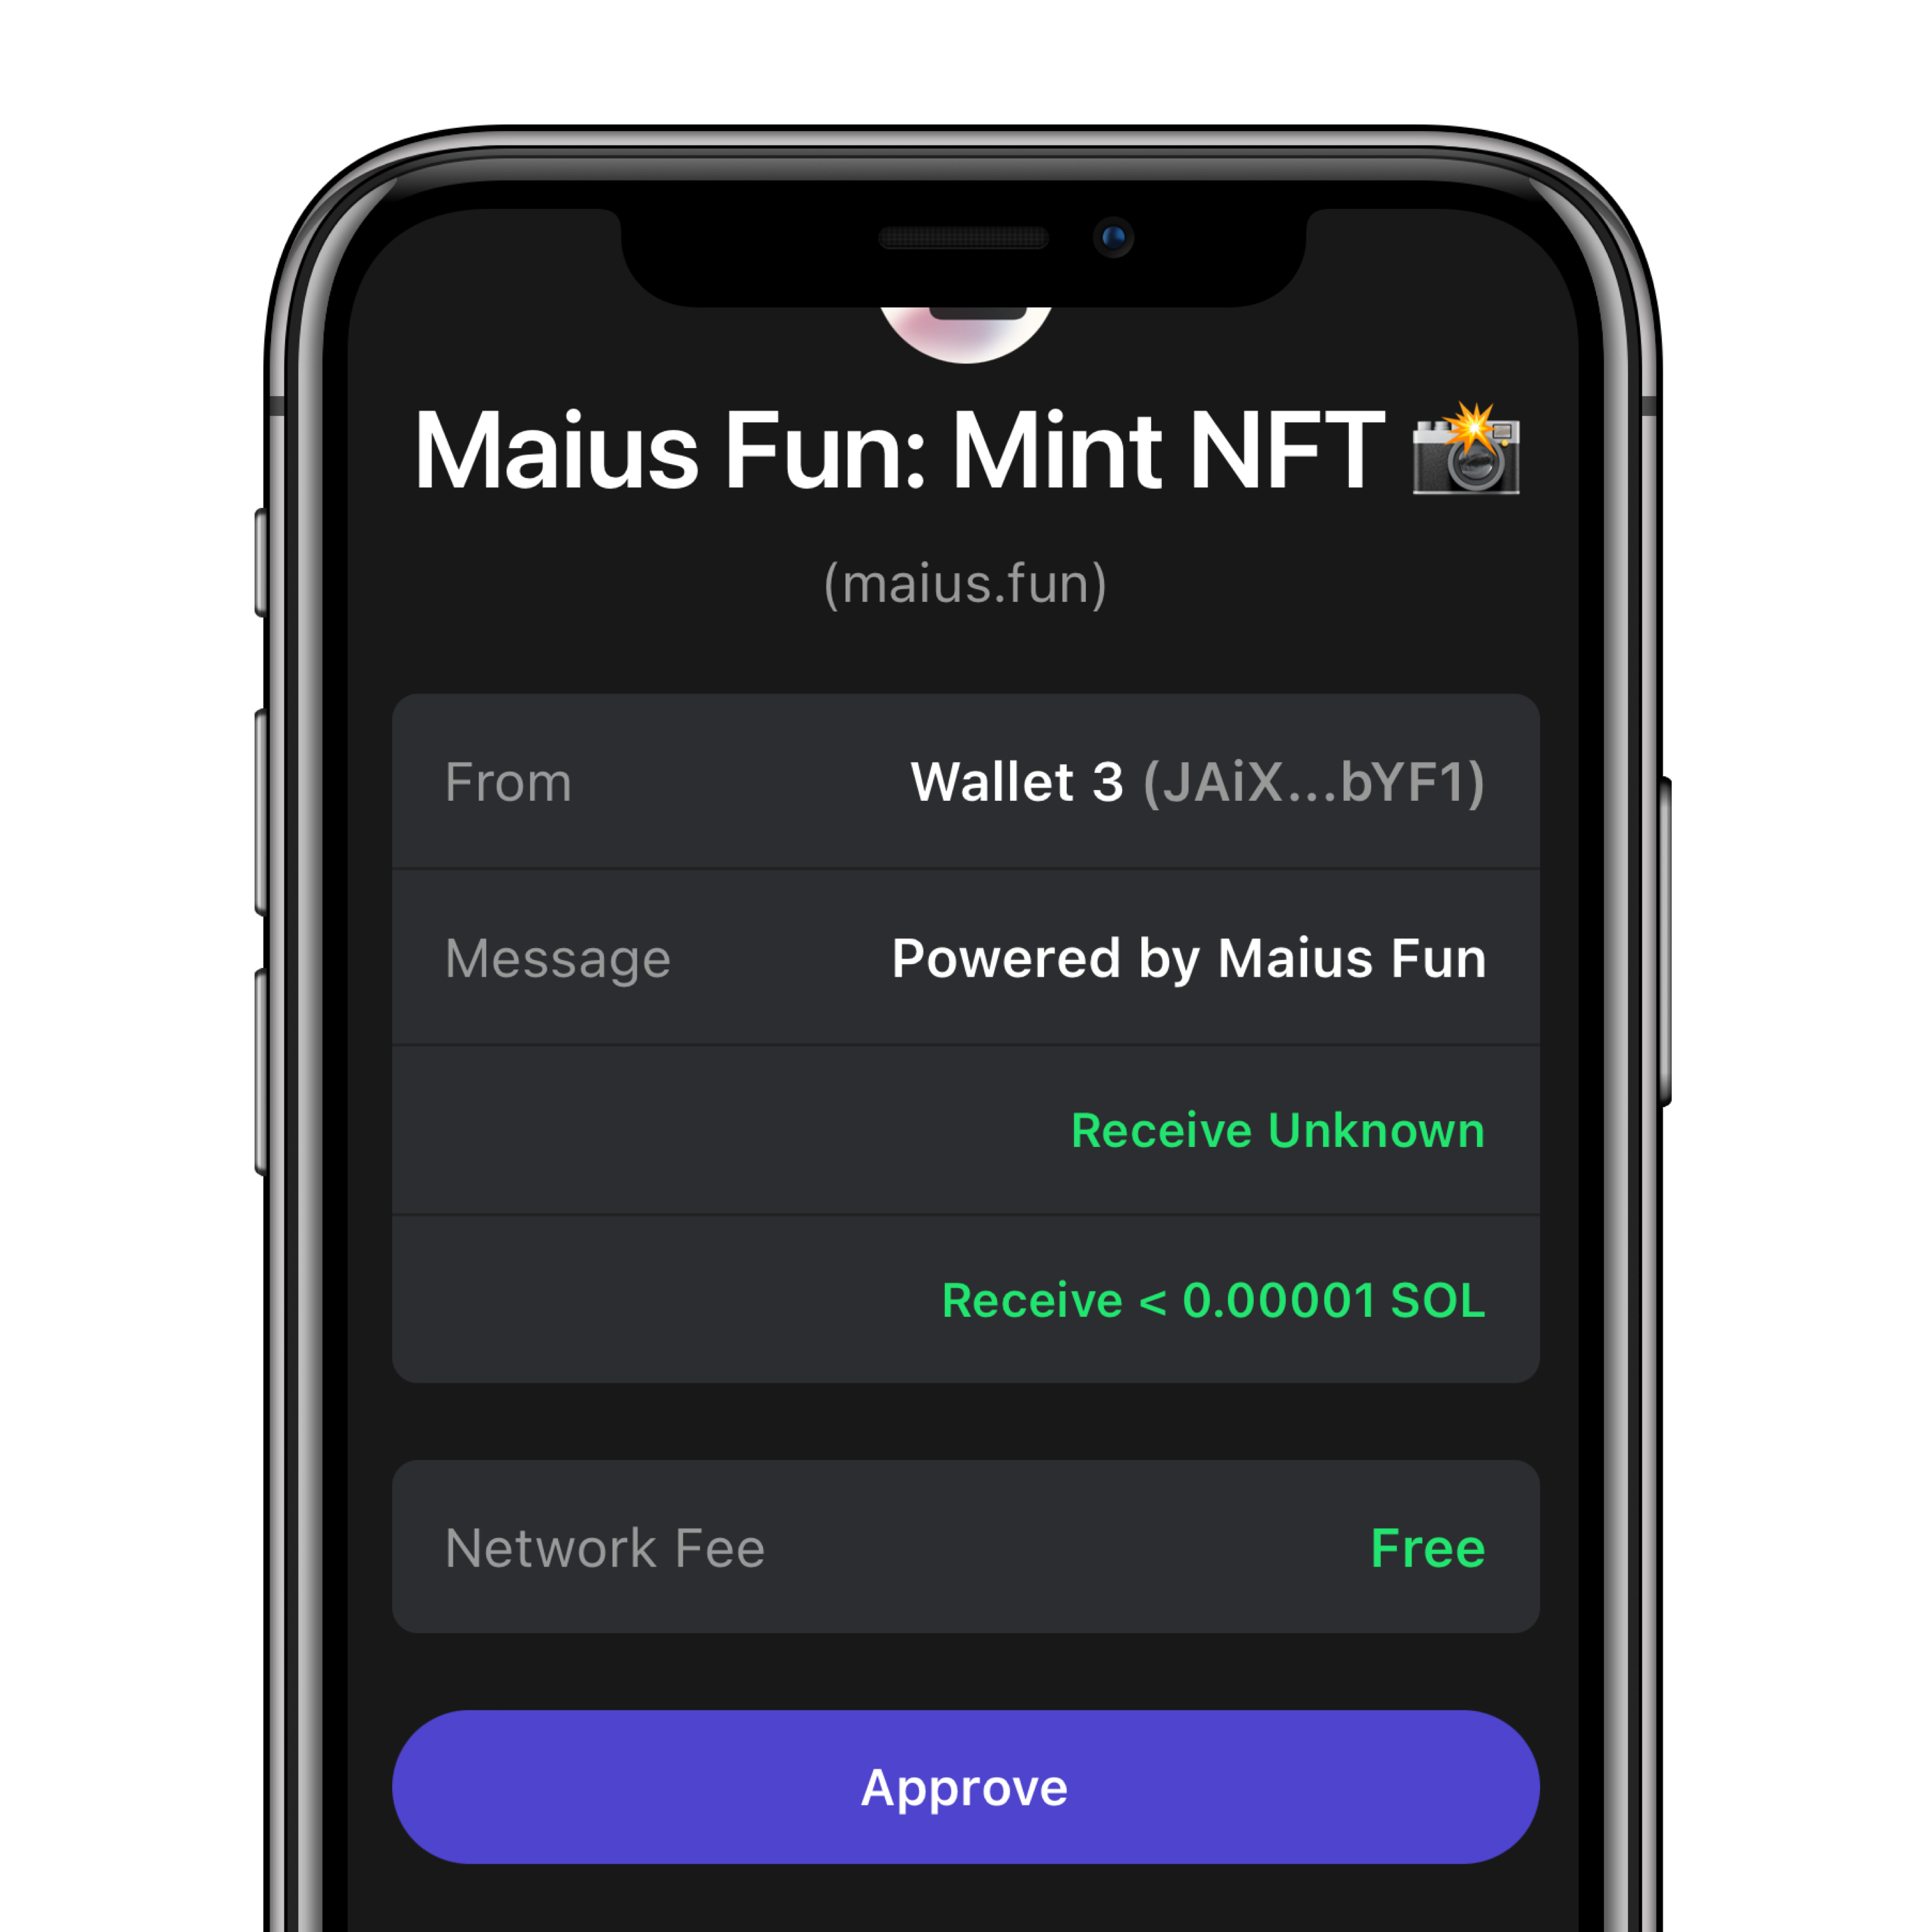 Maius Fun: Mint NFT 📸
(maius.fun)
From Wallet 3 (JAiX...bYF1)
Message Powered by Maius Fun
Receive Unknown
Receive < 0.00001 SOL
Network Fee Free
Approve